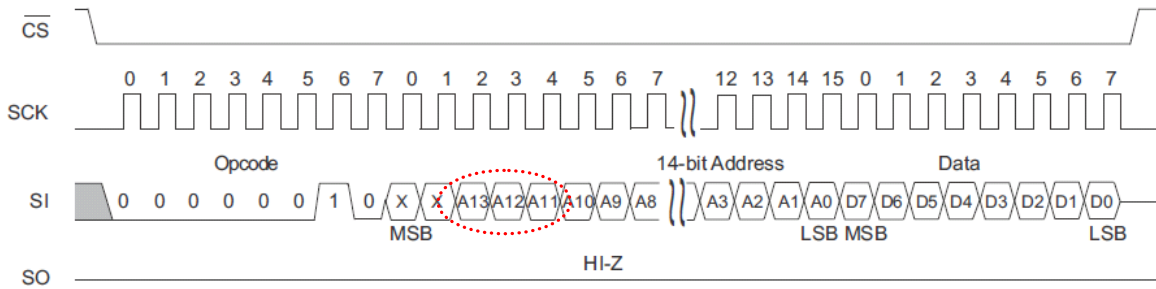 CS
0 1 2 3 4 5 6 7 0 1 2 3 4 5 6 7 12 13 14 15 0 1 2 3 4 5 6 7
SCK
Opcode 14-bit Address Data
SI 0 0 0 0 0 0 1 0 X X A13 A12 A11 A10 A9 A8 A3 A2 A1 A0 D7 D6 D5 D4 D3 D2 D1 D0
MSB LSB MSB LSB
HI-Z
SO